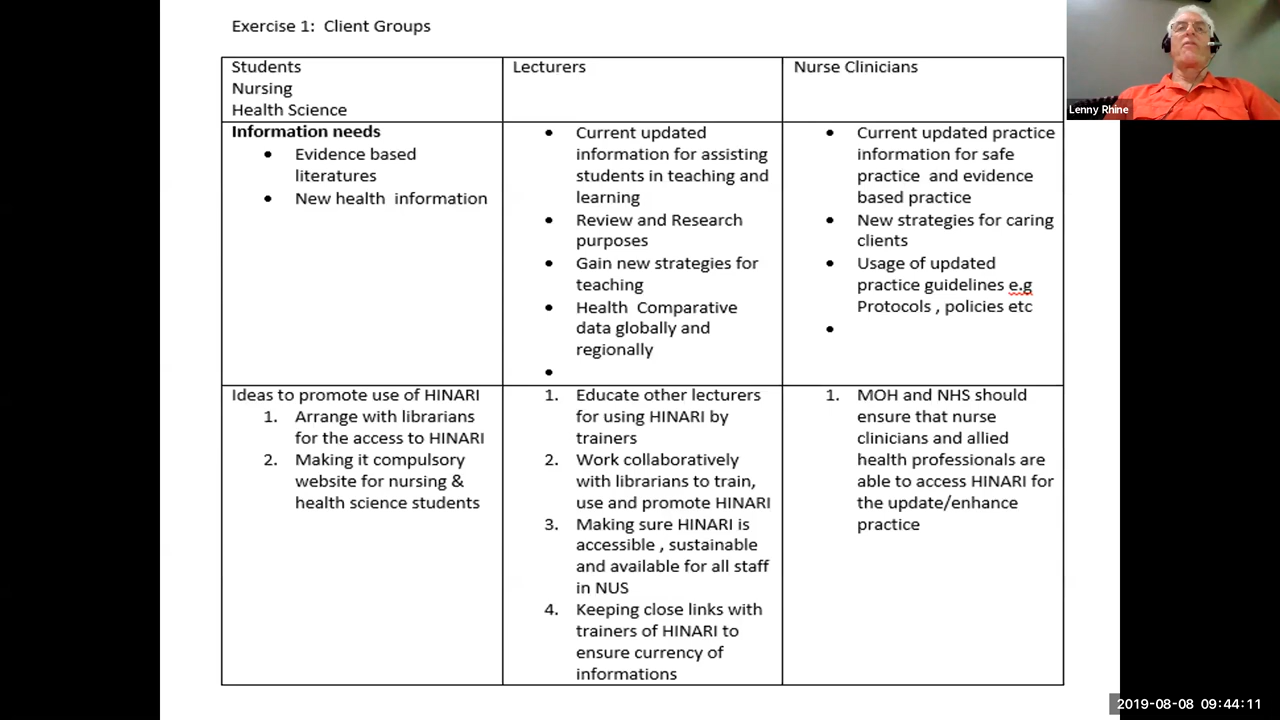 Exercise 1:  Client Groups
Students
Nursing
Health Science
Lecturers
Nurse Clinicians
Information needs
• Evidence based
literatures
• New health  information
• Current updated
information for assisting
students in teaching and
learning
• Review and Research
purposes
• Gain new strategies for
teaching
• Health  Comparative
data globally and
regionally
•
• Current updated practice
information for safe
practice  and evidence
based practice
• New strategies for caring
clients
• Usage of updated
practice guidelines e.g
Protocols , policies etc
•
Ideas to promote use of HINARI
1. Arrange with librarians
for the access to HINARI
2. Making it compulsory
website for nursing &
health science students
1. Educate other lecturers
for using HINARI by
trainers
2. Work collaboratively
with librarians to train,
use and promote HINARI
3. Making sure HINARI is
accessible , sustainable
and available for all staff
in NUS
4. Keeping close links with
trainers of HINARI to
ensure currency of
informations
1. MOH and NHS should
ensure that nurse
clinicians and allied
health professionals are
able to access HINARI for
the update/enhance
practice
Lenny Rhine
2019-08-08 09:44:11